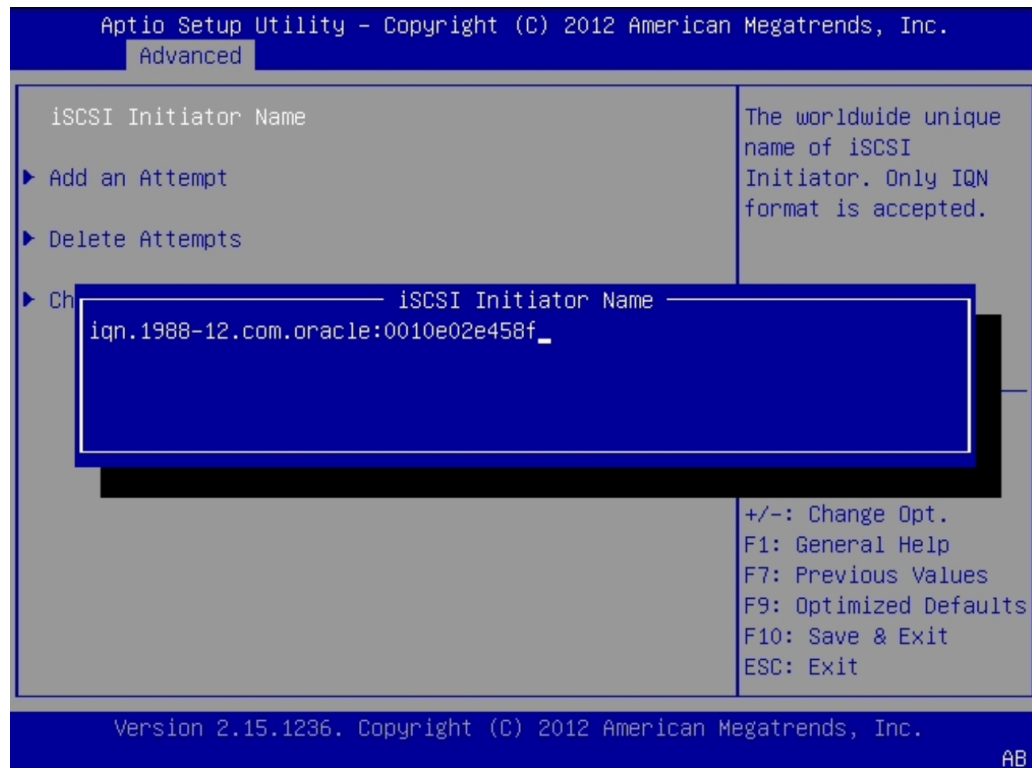 Aptio Setup Utility – Copyright (C) 2012 American Megatrends, Inc.
Advanced
iSCSI Initiator Name
▶ Add an Attempt
▶ Delete Attempts
▶ Ch
The worldwide unique
name of iSCSI
Initiator. Only IQN
format is accepted.
iSCSI Initiator Name
iqn.1988-12.com.oracle:0010e02e458f_
+/-: Change Opt.
F1: General Help
F7: Previous Values
F9: Optimized Defaults
F10: Save & Exit
ESC: Exit
Version 2.15.1236. Copyright (C) 2012 American Megatrends, Inc.
AB